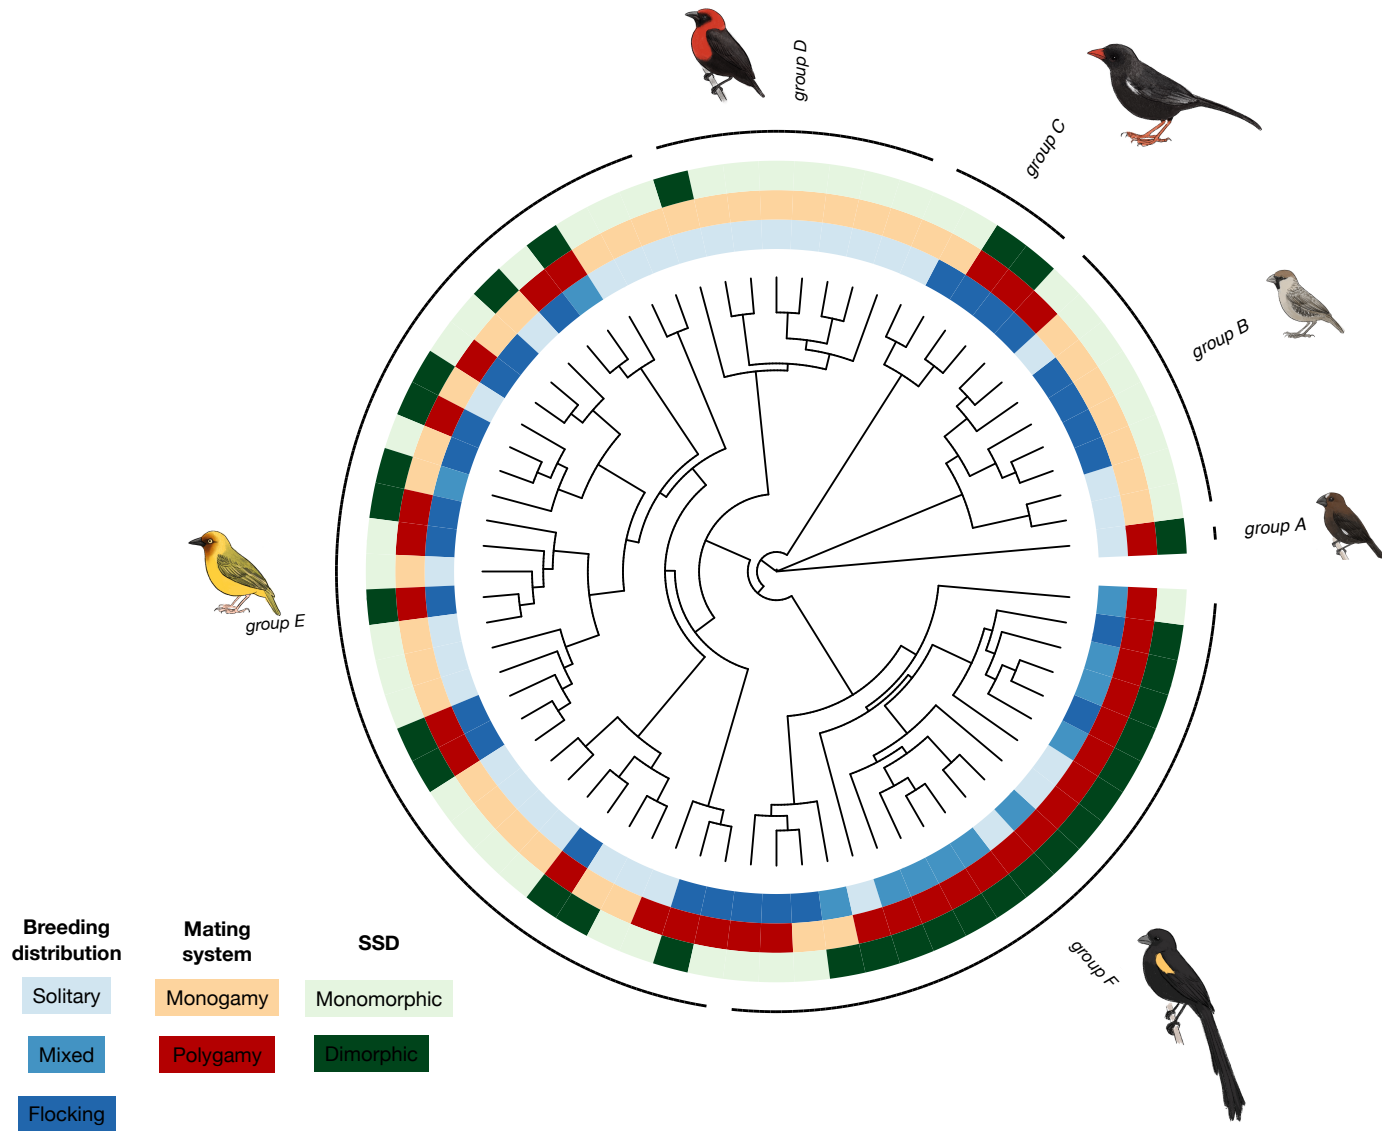 group D
group C
group B
group A
group E
group F
Breeding
distribution
Solitary
Mixed
Flocking
Mating
system
Monogamy
Polygamy
SSD
Monomorphic
Dimorphic